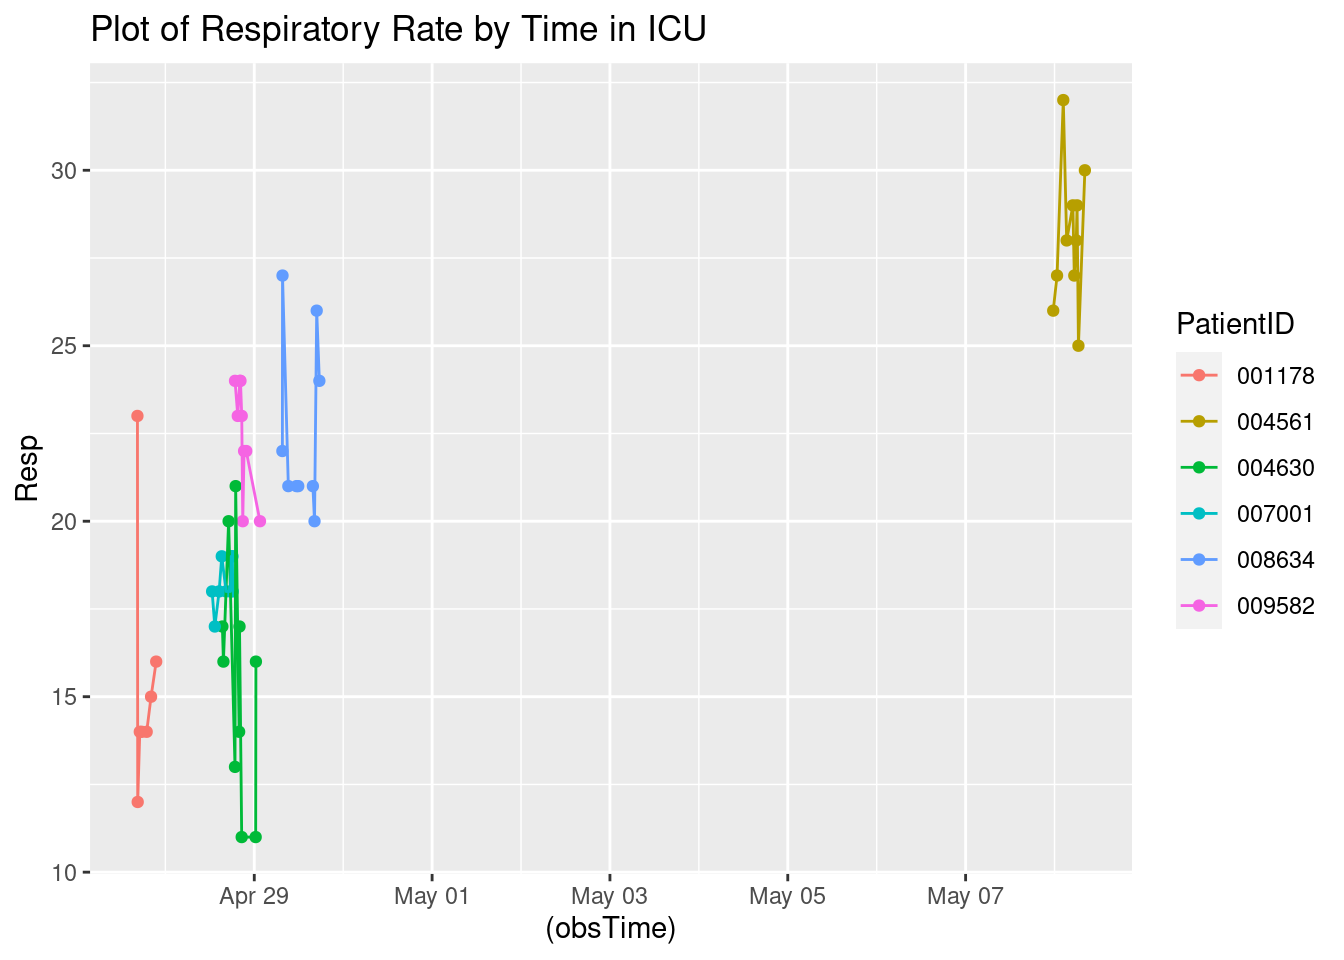 Plot of Respiratory Rate by Time in ICU
30
25
20
15
10
Resp
Apr 29
May 01
May 03
May 05
May 07
(obsTime)
PatientID
001178
004561
004630
007001
008634
009582